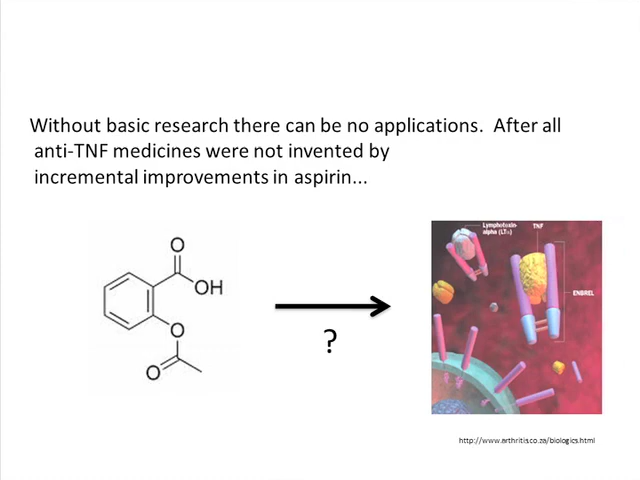 Without basic research there can be no applications.  After all
anti-TNF medicines were not invented by
incremental improvements in aspirin...
O
OH
O
O
?
Lymphotoxin-
alpha (LTα)
TNF
ENBREL
http://www.arthritis.co.za/biologics.html